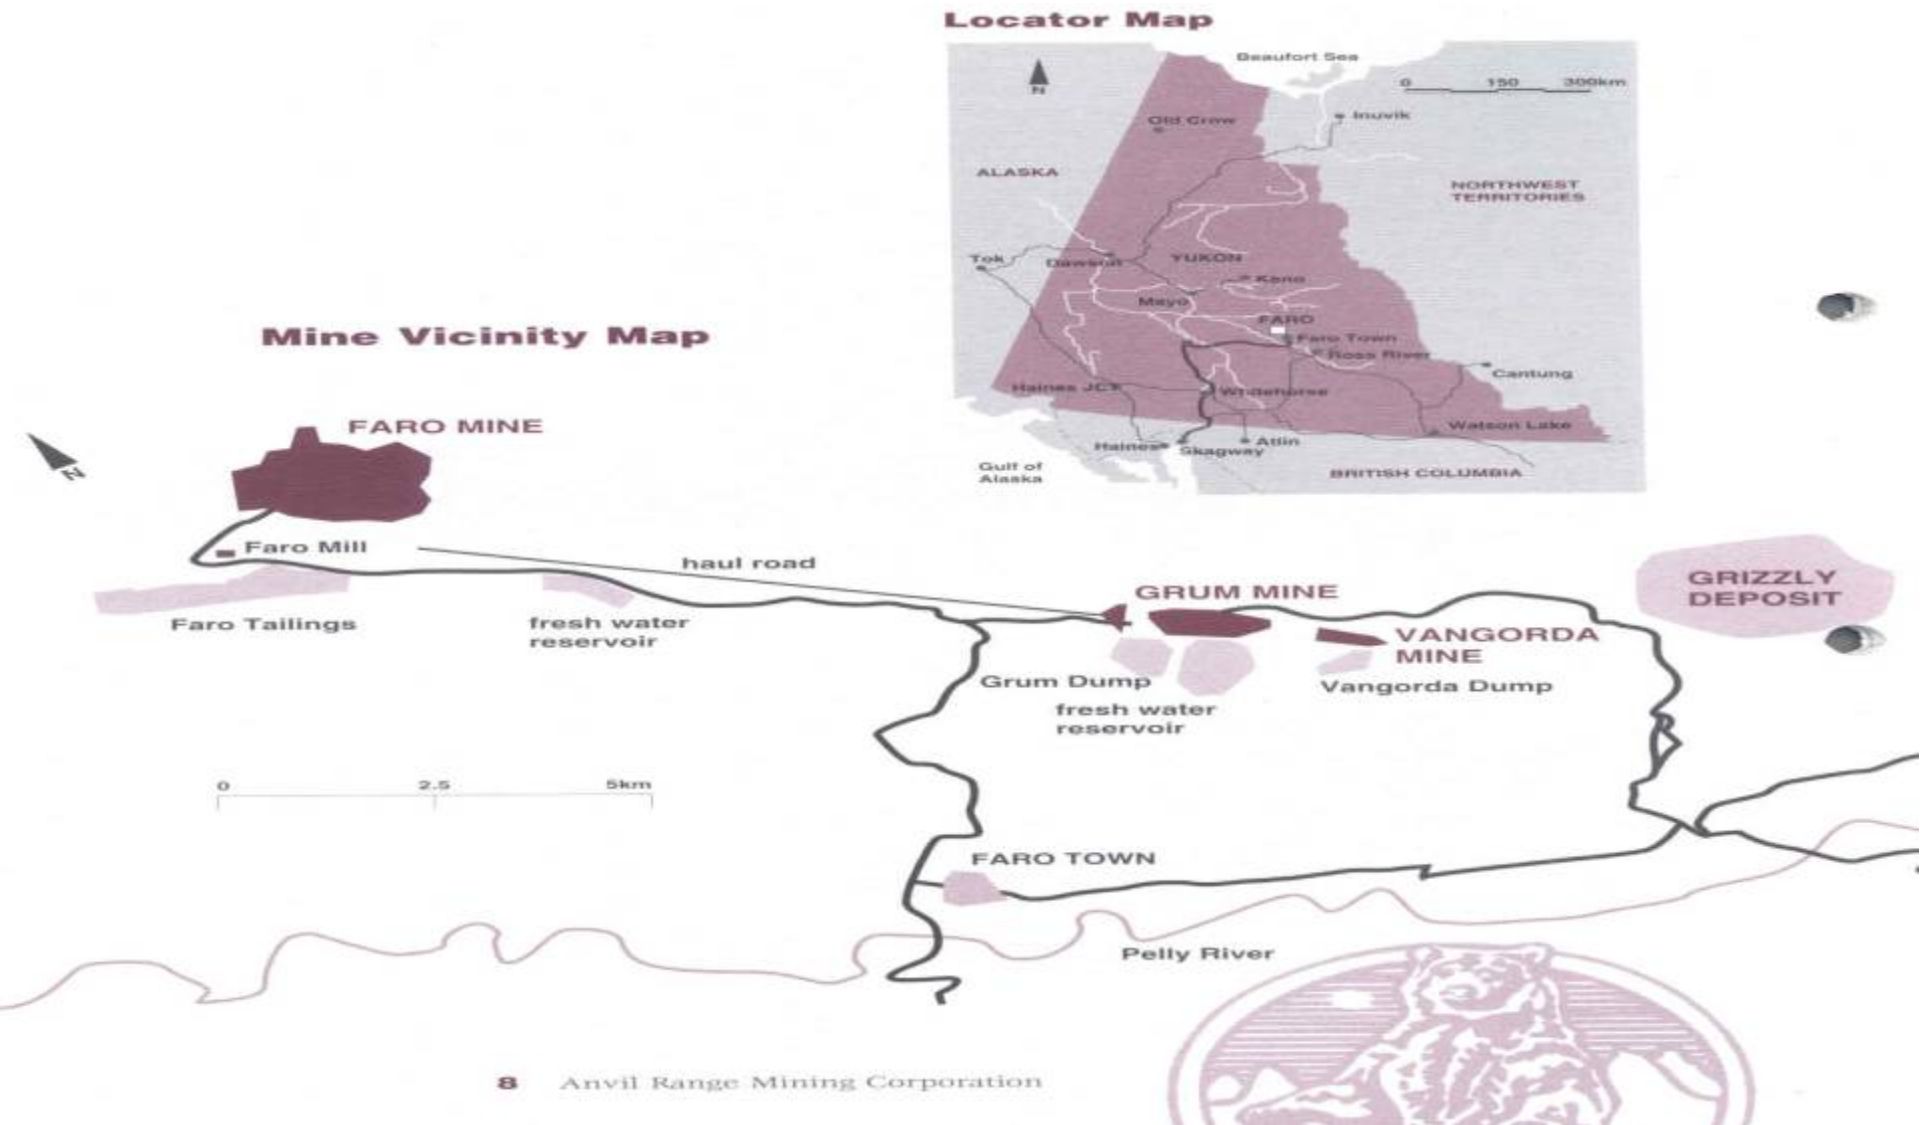 Locator Map
Beaufort Sea
N
0 150 300km
Old Crow
Inuvik
ALASKA
NORTHWEST
TERRITORIES
Tok
Dawson
YUKON
Keno
Mayo
FARO
Faro Town
Ross River
Cantung
Haines JCT
Whitehorse
Watson Lake
Haines
Skagway
Atlin
Gulf of
Alaska
BRITISH COLUMBIA
Mine Vicinity Map
N
FARO MINE
Faro Mill
haul road
Faro Tailings
fresh water
reservoir
GRUM MINE
GRIZZLY
DEPOSIT
VANGORDA
MINE
Grum Dump
Vangorda Dump
fresh water
reservoir
0 2.5 5km
FARO TOWN
Pelly River
8 Anvil Range Mining Corporation